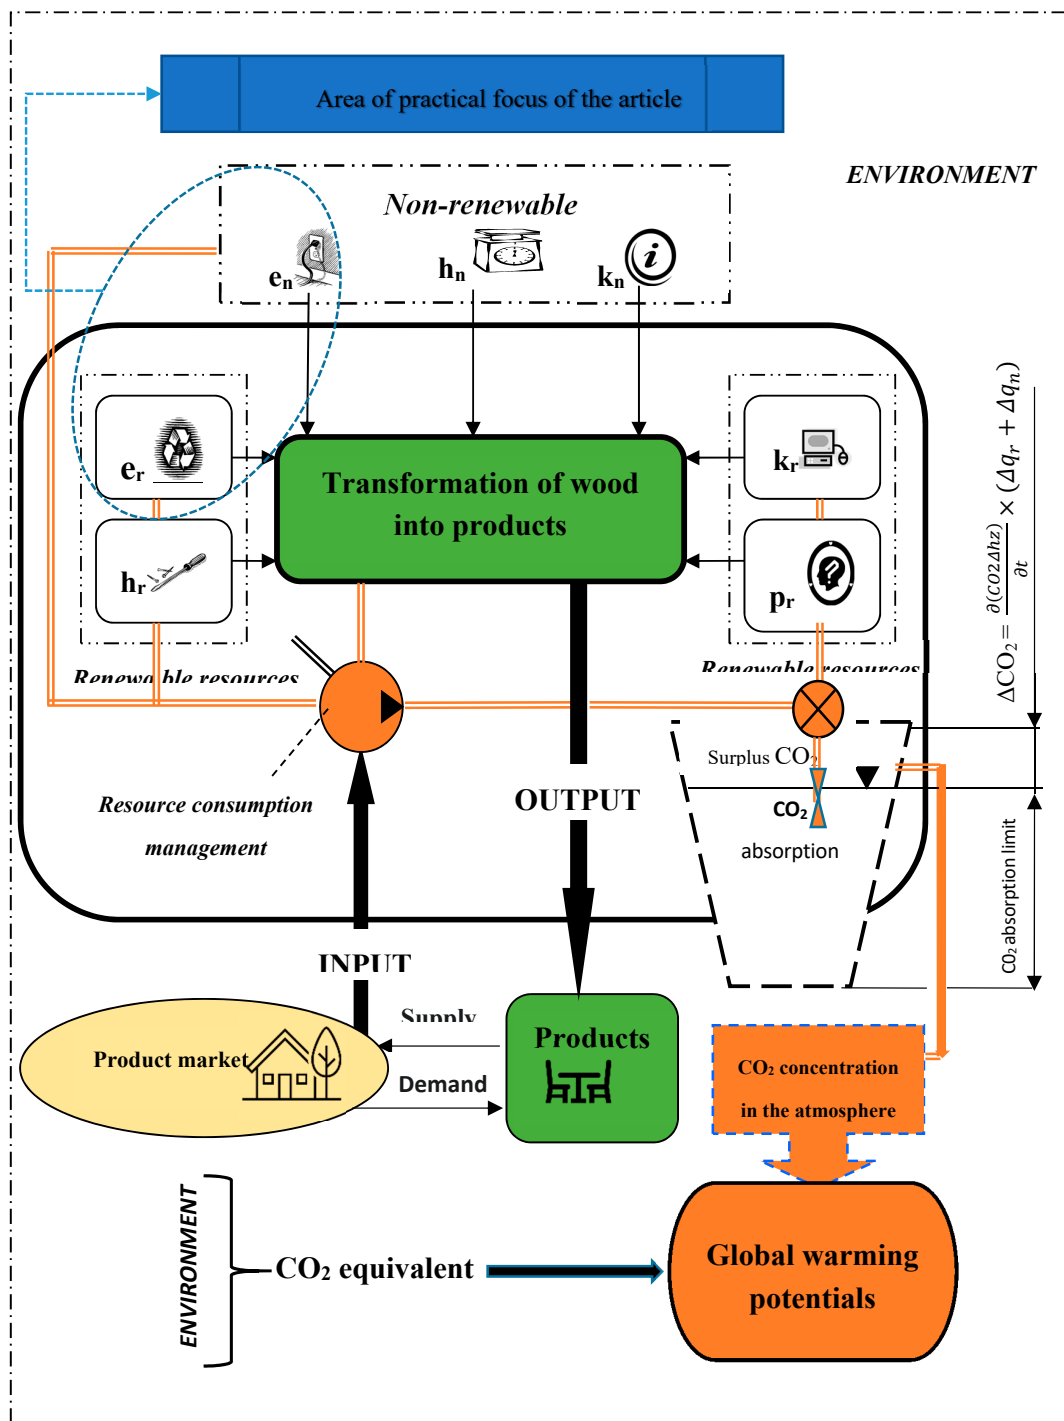 Area of practical focus of the article
ENVIRONMENT
Non-renewable
eₙ
hₙ
kₙ
eᵣ
hᵣ
kᵣ
pᵣ
Transformation of wood
into products
Renewable resources
Renewable resources
ΔCO₂ = ∂(CO2Δhz)/∂t × (Δqᵣ + Δqₙ)
Surplus CO₂
CO₂
absorption
CO₂ absorption limit
Resource consumption
management
OUTPUT
INPUT
Supply
Demand
Product market
Products
CO₂ concentration
in the atmosphere
ENVIRONMENT
CO₂ equivalent
Global warming
potentials